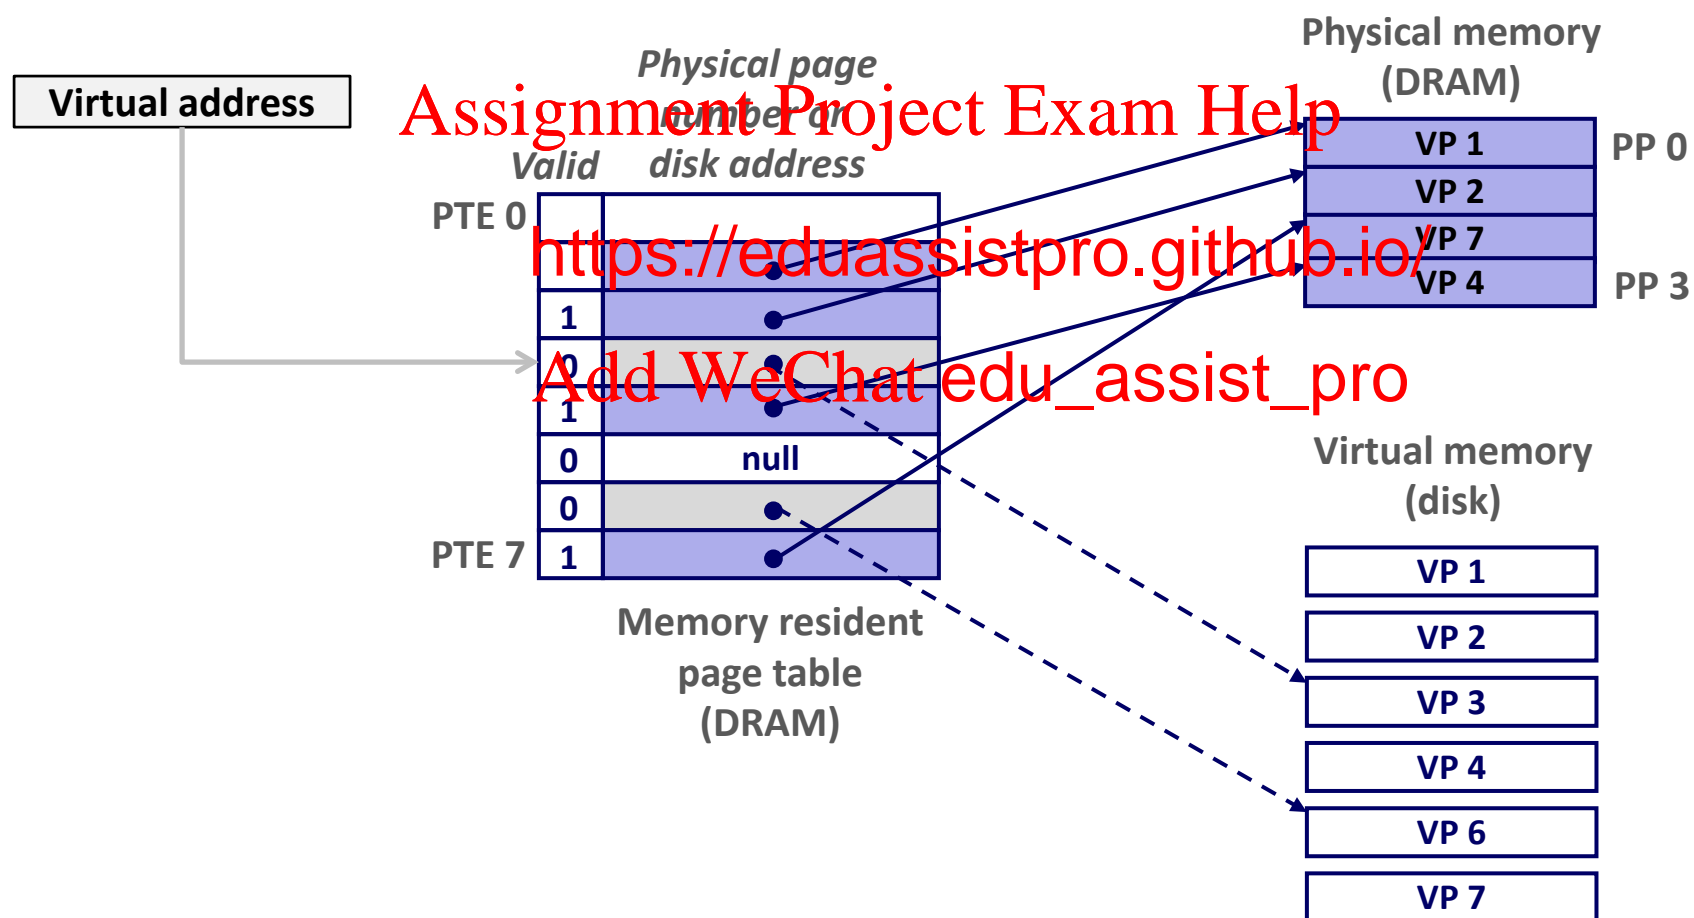 Physical memory
(DRAM)
Physical page
number or
disk address
Virtual address
Assignment Project Exam Help
Valid
VP 1
PP 0
VP 2
PTE 0
VP 7
https://eduassistpro.github.io/
VP 4
PP 3
1
0
Add WeChat edu_assist_pro
1
0
null
0
PTE 7
1
Virtual memory
(disk)
VP 1
VP 2
VP 3
VP 4
VP 6
VP 7
Memory resident
page table
(DRAM)